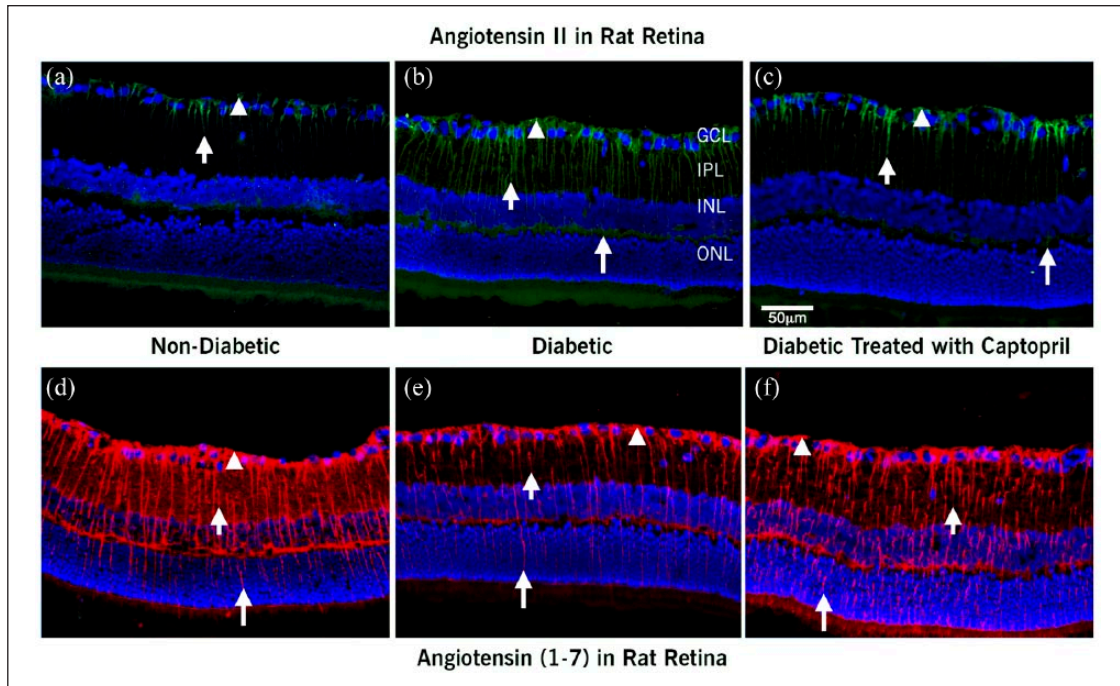 Angiotensin II in Rat Retina
(a)
(b)
(c)
GCL
IPL
INL
ONL
50μm
Non-Diabetic
Diabetic
Diabetic Treated with Captopril
(d)
(e)
(f)
Angiotensin (1-7) in Rat Retina